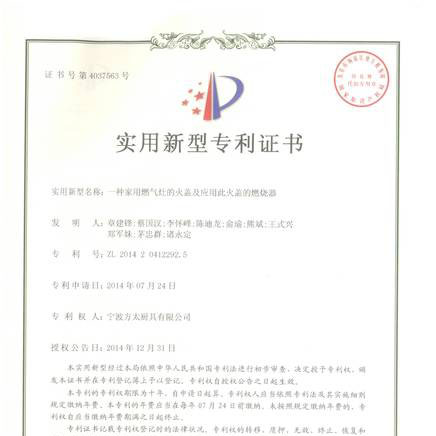 证书号第4037563号
实用新型专利证书
实用新型名称：一种家用燃气灶的火盖及应用此火盖的燃烧器
发 明 人：章建锋;蔡国汉;李怀峰;陈迪龙;俞瑜;熊斌;王式兴
郑军妹;茅忠群;诸永定
专 利 号：ZL 2014 2 0412292.5
专利申请日：2014年07月24日
专 利 权 人：宁波方太厨具有限公司
授权公告日：2014年12月31日
本实用新型经过本局依照中华人民共和国专利法进行初步审查，决定授予专利权，颁
发本证书并在专利登记簿上予以登记。专利权自授权公告之日起生效。
本专利的专利权期限为十年，自申请日起算。专利权人应当依照专利法及其实施细则
规定缴纳年费。本专利的年费应当在每年07月24日前缴纳。未按照规定缴纳年费的，专
利权自应当缴纳年费期满之日起终止。
专利证书记载专利权登记时的法律状况。专利权的转移、质押、无效、终止、恢复和